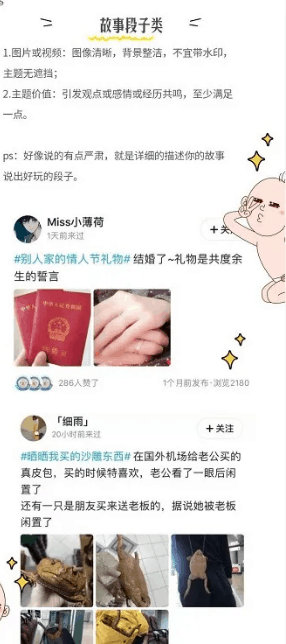 故事段子类
1.图片或视频：图像清晰，背景整洁，不宜带水印，
主题无遮挡；
2.主题价值：引发观点或感情或经历共鸣，至少满足
一点。
ps：好像说的有点严肃，就是详细的描述你的故事
说出好玩的段子。
Miss小薄荷
1天前来过
+关
#别人家的情人节礼物# 结婚了~礼物是共度余
生的誓言
286人赞了
1个月前发布·浏览2180
「细雨」
20小时前来过
+关注
#晒晒我买的沙雕东西# 在国外机场给老公买的
真皮包，买的时候特喜欢，老公看了一眼后闲
置了
还有一只是朋友买来送老板的，据说她被老板
闲置了